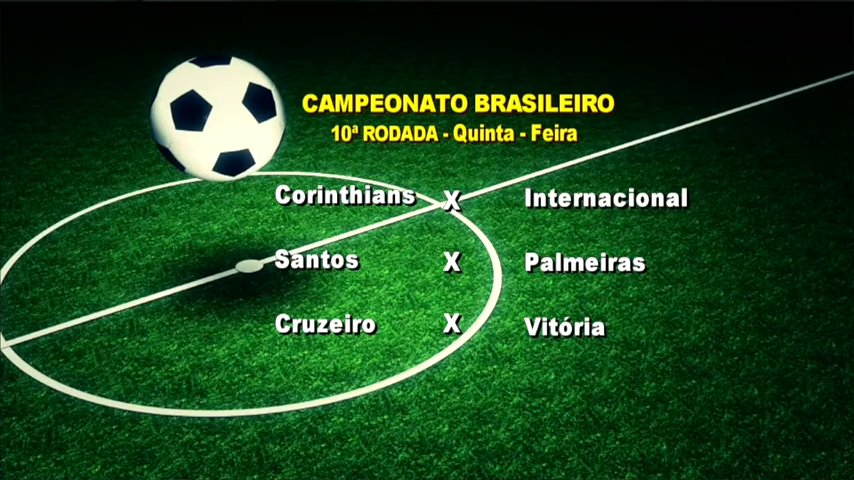 CAMPEONATO BRASILEIRO
10ª RODADA - Quinta - Feira
Corinthians X Internacional
Santos X Palmeiras
Cruzeiro X Vitória